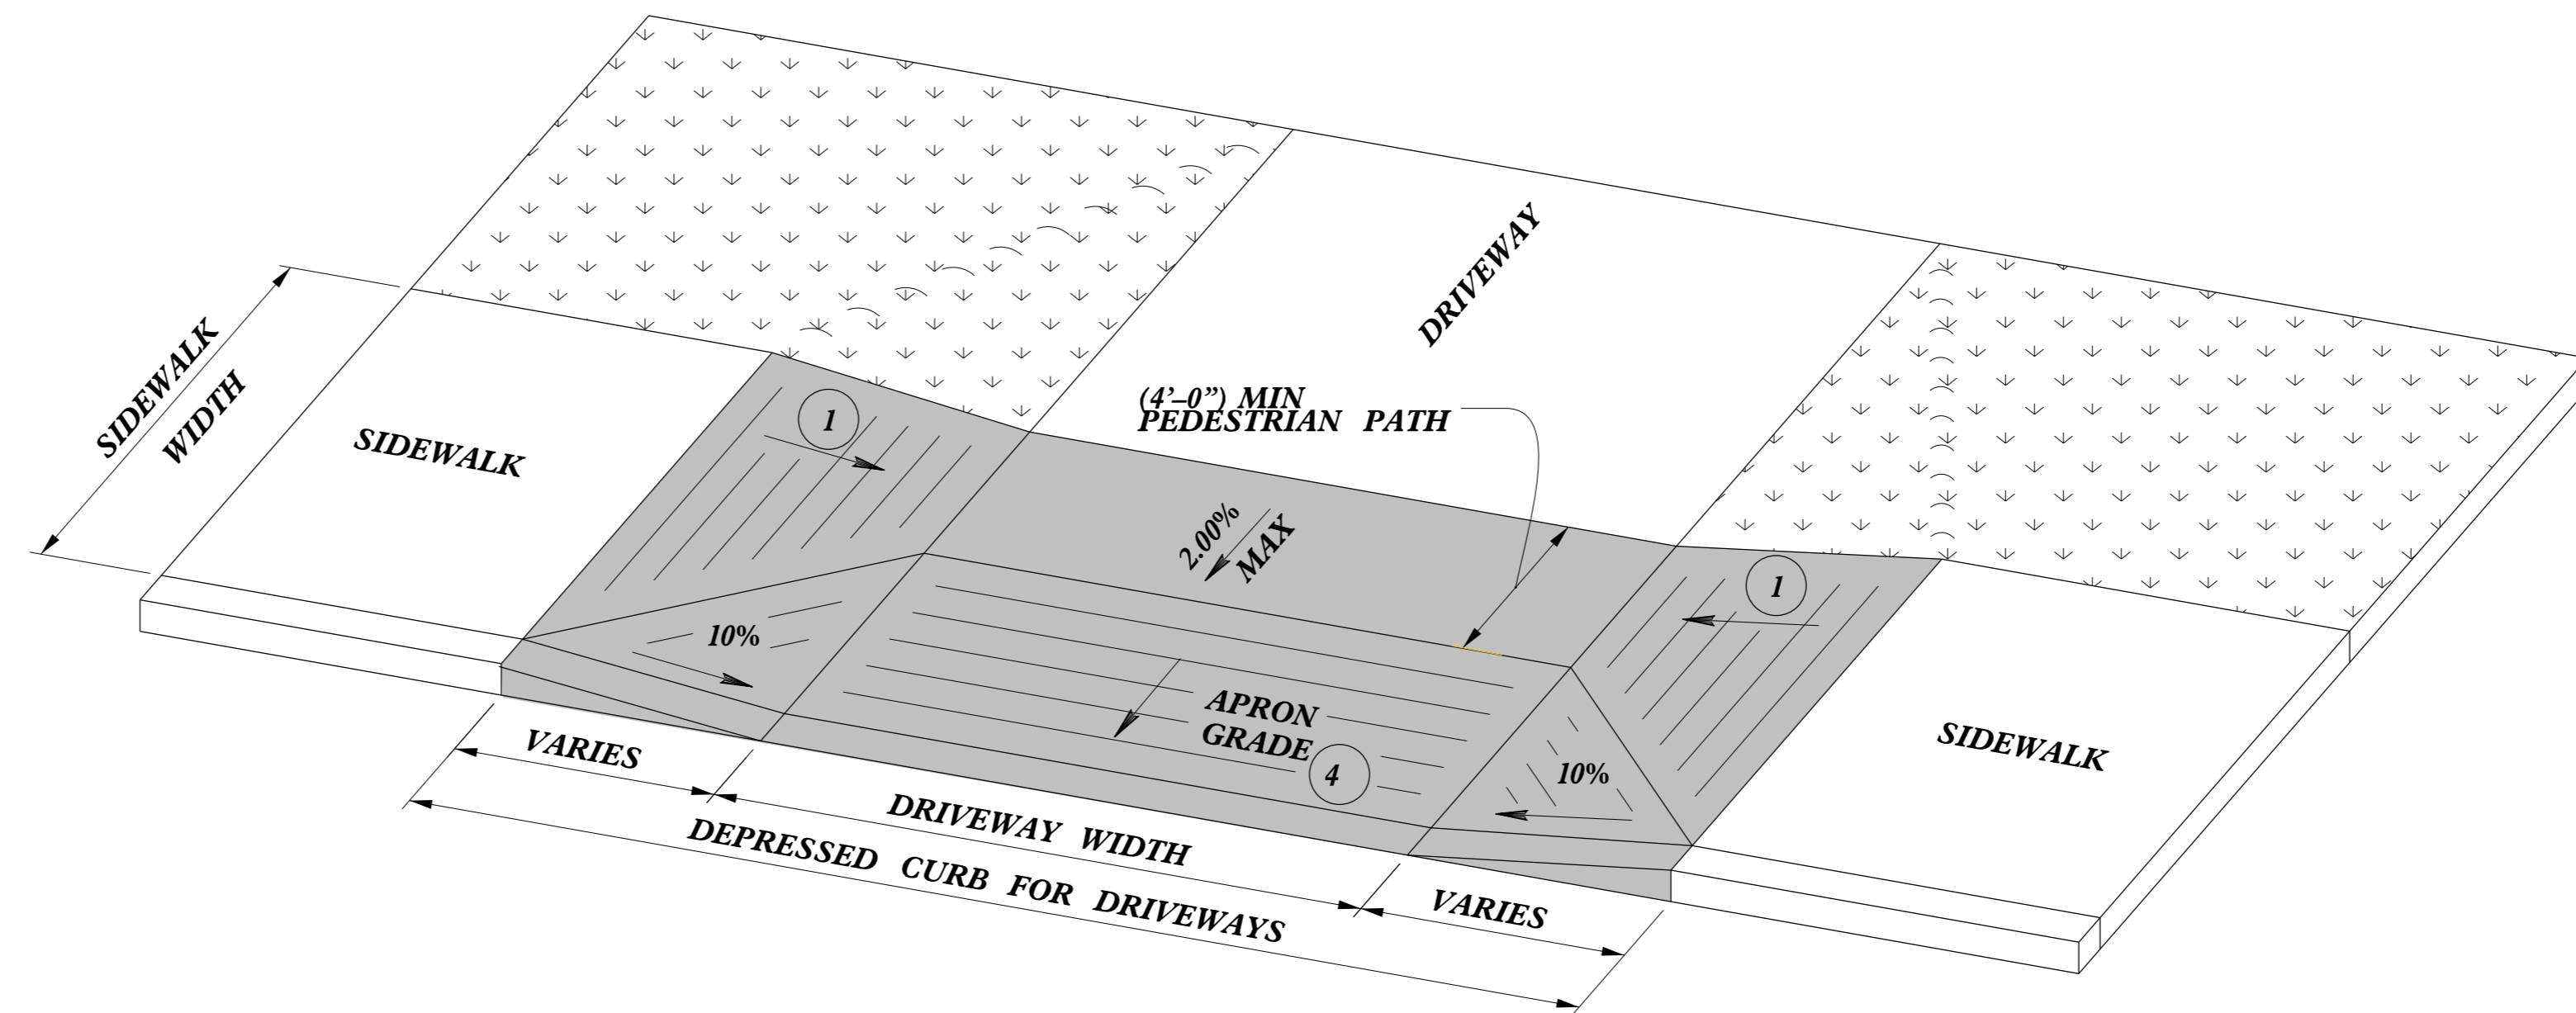 SIDEWALK
WIDTH
SIDEWALK
1
DRIVEWAY
(4’–0”) MIN
PEDESTRIAN PATH
2.00%
MAX
1
10%
APRON
GRADE
4
10%
SIDEWALK
VARIES
DRIVEWAY WIDTH
VARIES
DEPRESSED CURB FOR DRIVEWAYS